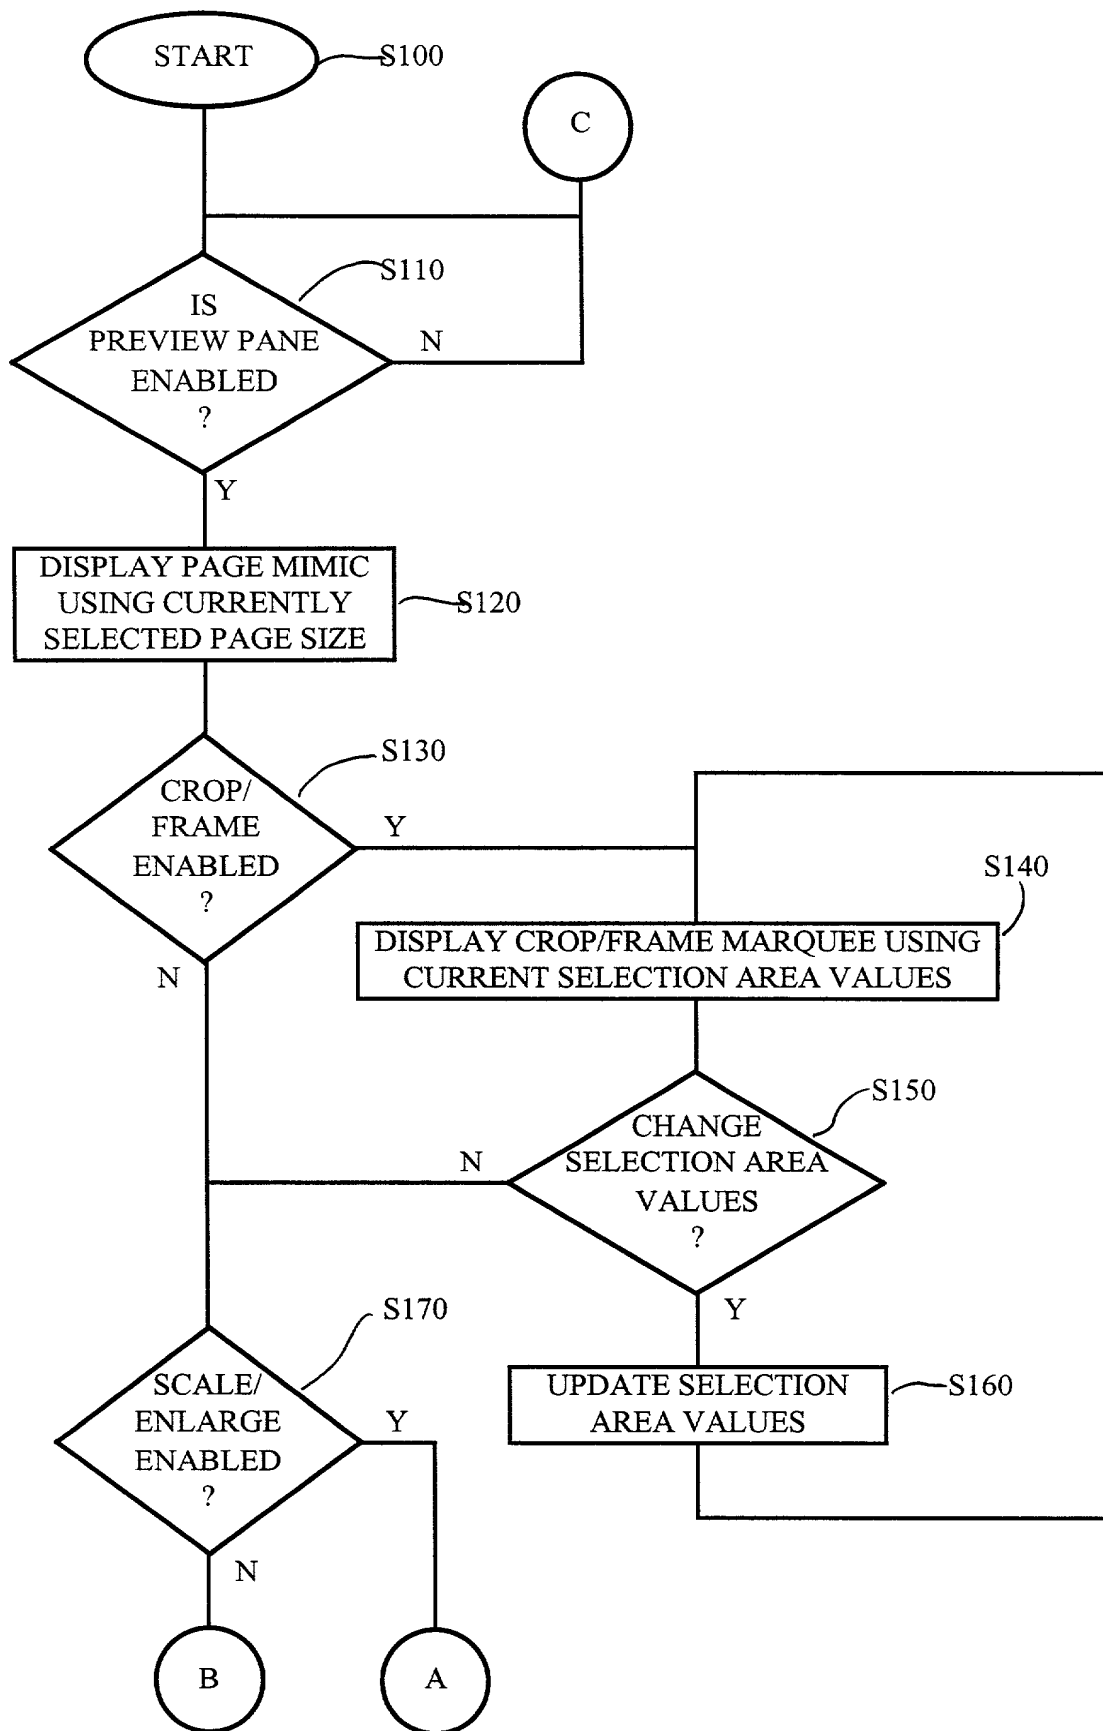 START
S100
C
S110
IS
PREVIEW PANE
ENABLED
?
N
Y
DISPLAY PAGE MIMIC
USING CURRENTLY
SELECTED PAGE SIZE
S120
S130
CROP/
FRAME
ENABLED
?
Y
N
S140
DISPLAY CROP/FRAME MARQUEE USING
CURRENT SELECTION AREA VALUES
S150
CHANGE
SELECTION AREA
VALUES
?
N
Y
S160
UPDATE SELECTION
AREA VALUES
S170
SCALE/
ENLARGE
ENABLED
?
Y
N
B
A